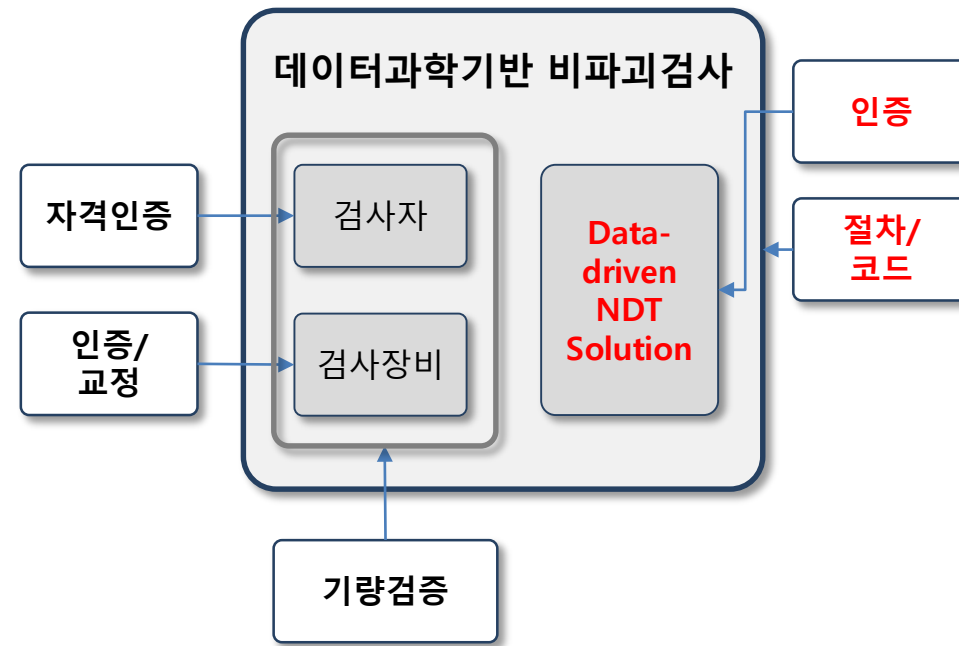 데이터과학기반 비파괴검사
인증
자격인증
검사자
Data-
driven
NDT
Solution
절차/
코드
인증/
교정
검사장비
기량검증